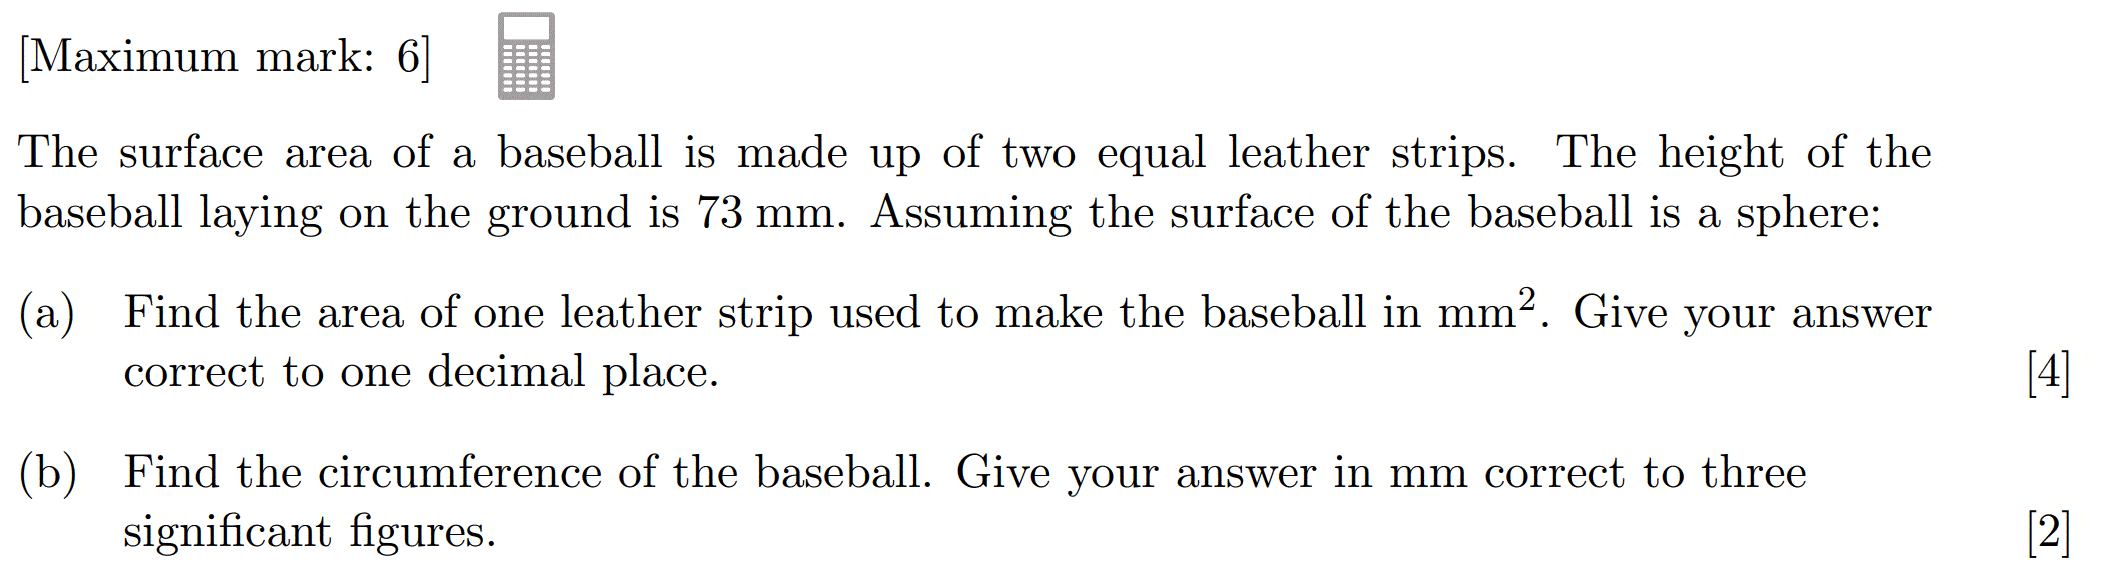 [Maximum mark: 6]
The surface area of a baseball is made up of two equal leather strips. The height of the
baseball laying on the ground is 73 mm. Assuming the surface of the baseball is a sphere:
(a) Find the area of one leather strip used to make the baseball in mm². Give your answer
correct to one decimal place. [4]
(b) Find the circumference of the baseball. Give your answer in mm correct to three
significant figures. [2]